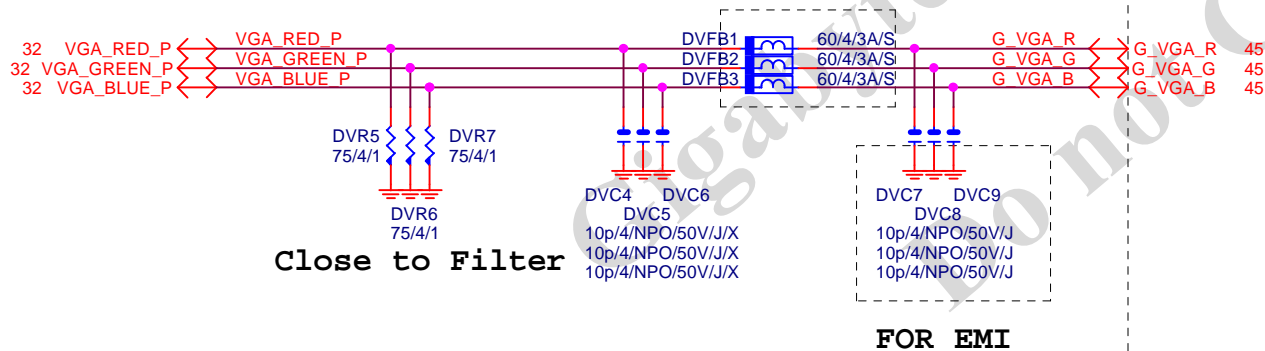 32 VGA_RED_P VGA_RED_P DVFB1 60/4/3A/S G_VGA_R G_VGA_R 45
32 VGA_GREEN_P VGA_GREEN_P DVFB2 60/4/3A/S G_VGA_G G_VGA_G 45
32 VGA_BLUE_P VGA_BLUE_P DVFB3 60/4/3A/S G_VGA_B G_VGA_B 45
DVR5 DVR7
75/4/1 75/4/1
DVR6
75/4/1
Close to Filter
DVC4 DVC6
DVC5
10p/4/NPO/50V/J/X
10p/4/NPO/50V/J/X
10p/4/NPO/50V/J/X
DVC7 DVC9
DVC8
10p/4/NPO/50V/J
10p/4/NPO/50V/J
10p/4/NPO/50V/J
FOR EMI
Gigabyte
Do not